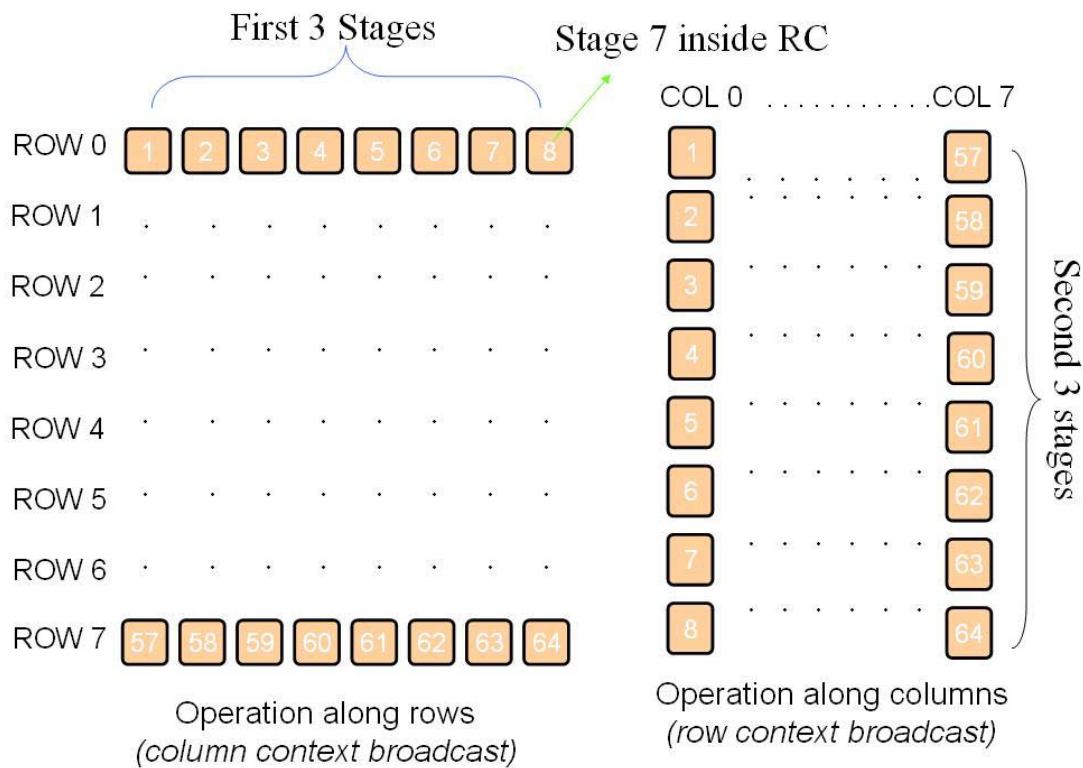 First 3 Stages
Stage 7 inside RC
COL 0 . . . . . . . . . . . COL 7
ROW 0 1 2 3 4 5 6 7 8
ROW 1
ROW 2
ROW 3
ROW 4
ROW 5
ROW 6
ROW 7 57 58 59 60 61 62 63 64
1 57
2 58
3 59
4 60
5 61
6 62
7 63
8 64
Second 3 stages
Operation along rows
(column context broadcast)
Operation along columns
(row context broadcast)